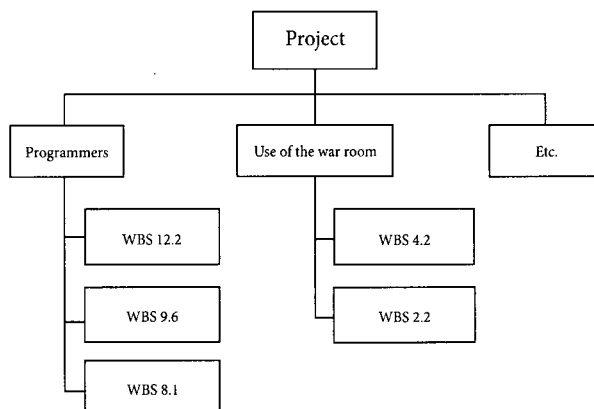 Project
Programmers
Use of the war room
Etc.
WBS 12.2
WBS 4.2
WBS 9.6
WBS 2.2
WBS 8.1